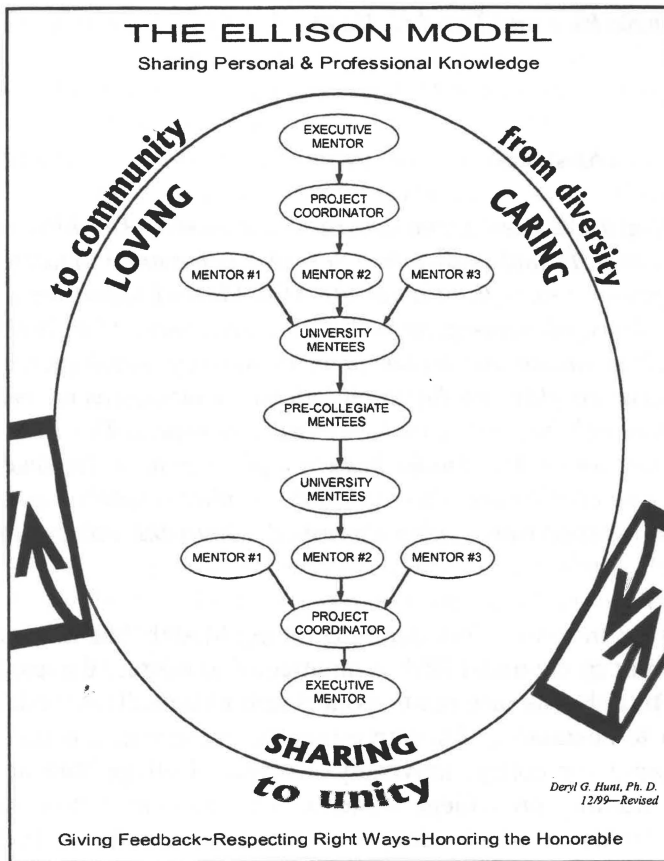 THE ELLISON MODEL
Sharing Personal & Professional Knowledge
to community
LOVING
from diversity
CARING
EXECUTIVE
MENTOR
PROJECT
COORDINATOR
MENTOR #1 MENTOR #2 MENTOR #3
UNIVERSITY
MENTEES
PRE-COLLEGIATE
MENTEES
UNIVERSITY
MENTEES
MENTOR #1 MENTOR #2 MENTOR #3
PROJECT
COORDINATOR
EXECUTIVE
MENTOR
SHARING
to unity
Deryl G. Hunt, Ph. D.
12/99—Revised
Giving Feedback~Respecting Right Ways~Honoring the Honorable